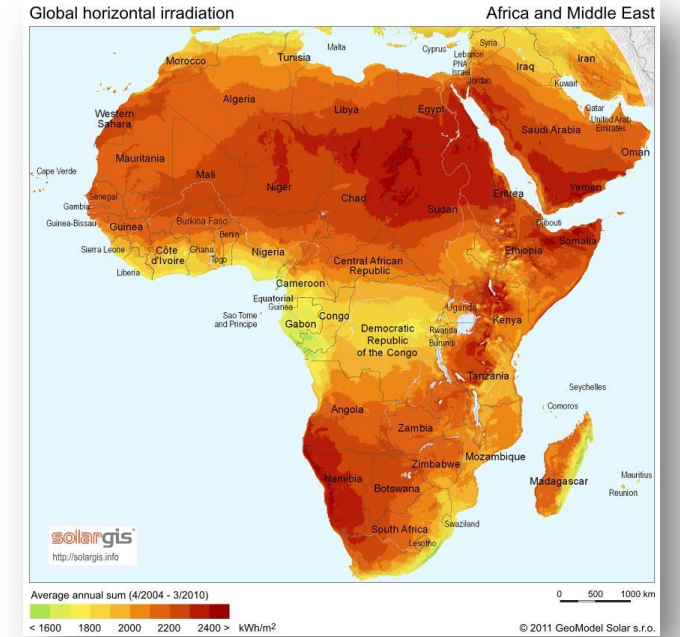 Global horizontal irradiation
Africa and Middle East
Malta
Cyprus
Syria
Lebanon
PNA
Israel
Jordan
Iraq
Iran
Kuwait
Morocco
Tunisia
Algeria
Libya
Egypt
Western
Sahara
Qatar
United Arab
Emirates
Saudi Arabia
Oman
Mauritania
Cape Verde
Mali
Niger
Chad
Sudan
Eritrea
Yemen
Senegal
Gambia
Guinea-Bissau
Guinea
Burkina Faso
Benin
Djibouti
Somalia
Sierra Leone
Côte
d'Ivoire
Ghana
Togo
Nigeria
Central African
Republic
Ethiopia
Liberia
Cameroon
Equatorial
Guinea
Sao Tome
and Principe
Gabon
Congo
Democratic
Republic
of the Congo
Uganda
Kenya
Rwanda
Burundi
Tanzania
Seychelles
Comoros
Angola
Zambia
Mozambique
Zimbabwe
Madagascar
Mauritius
Reunion
Namibia
Botswana
South Africa
Swaziland
Lesotho
solargis
http://solargis.info
Average annual sum (4/2004 - 3/2010)
0 500 1000 km
< 1600 1800 2000 2200 2400 > kWh/m²
© 2011 GeoModel Solar s.r.o.